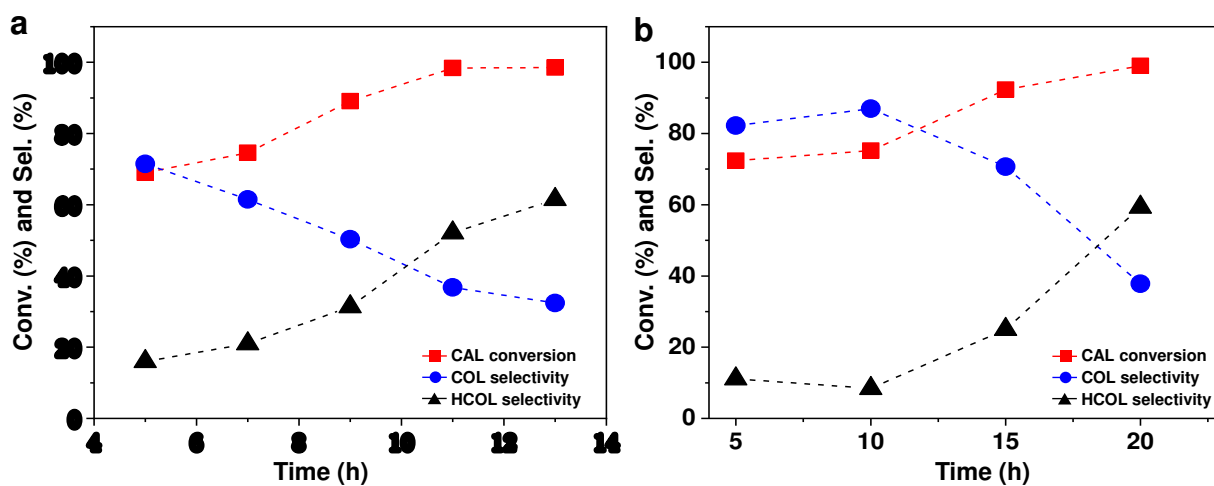 a
Conv. (%) and Sel. (%)
100
80
60
40
20
0
4
6
8
10
12
14
Time (h)
CAL conversion
COL selectivity
HCOL selectivity
b
Conv. (%) and Sel. (%)
100
80
60
40
20
0
5
10
15
20
Time (h)
CAL conversion
COL selectivity
HCOL selectivity